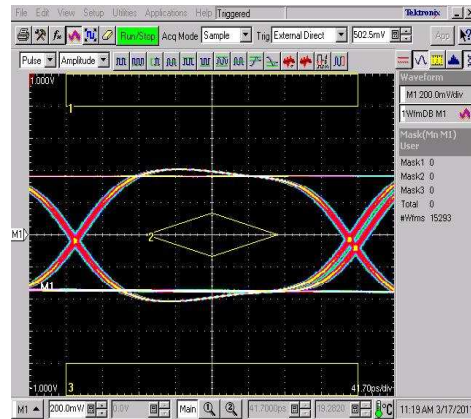 File Edit View Setup Utilities Applications Help Triggered Tektronix
Run/Stop Acq Mode Sample Trig External Direct 502.5mV App
Pulse Amplitude
1.000V
Waveform
M1 200.0mV/div
1WfmDB M1
Mask(Mn M1)
User
Mask1 0
Mask2 0
Mask3 0
Total 0
#Wfms 15293
1
2
M1
M1
3
-1.000V
41.70ps/div
M1 200.0mV/ 0.0V Main 41.7000ps 19.2820 11:19AM 3/17/201